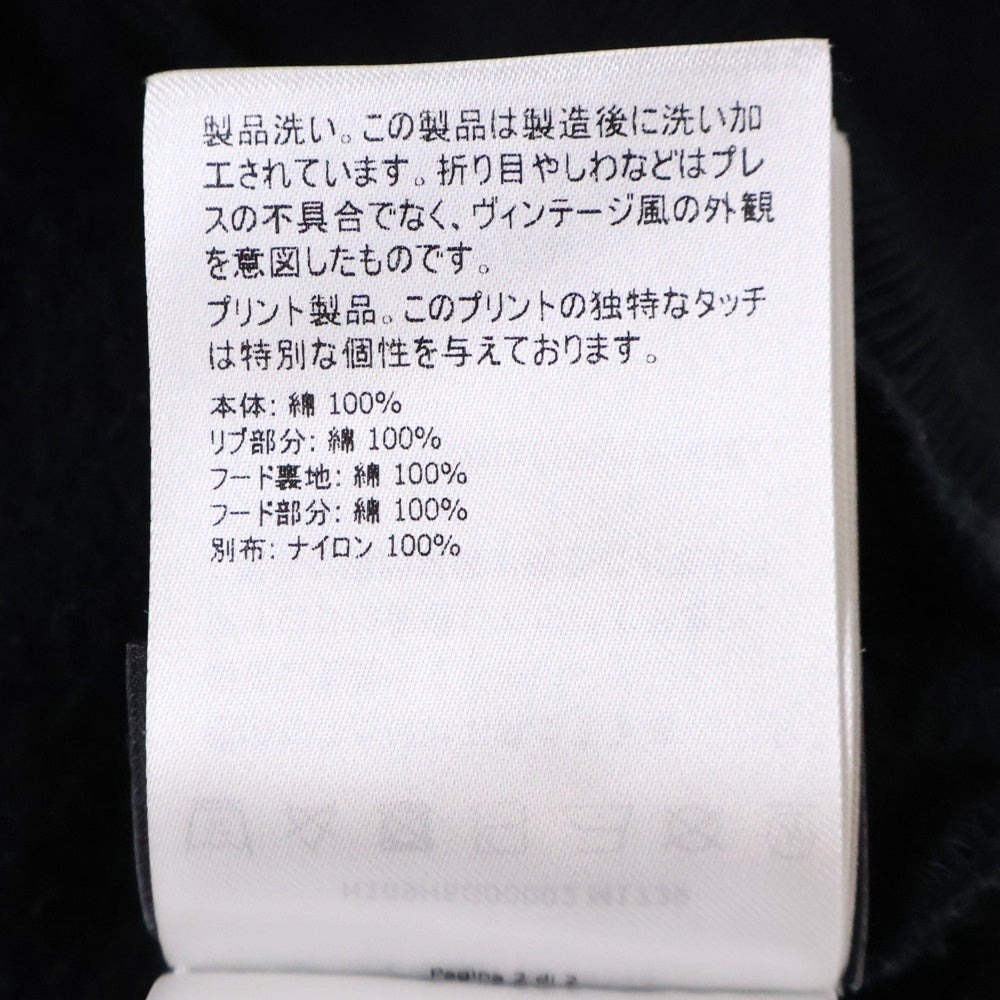 製品洗い。この製品は製造後に洗い加
工されています。折り目やしわなどはプレ
スの不具合でなく、ヴィンテージ風の外観
を意図したものです。
プリント製品。このプリントの独特なタッチ
は特別な個性を与えております。
本体: 綿 100%
リブ部分: 綿 100%
フード裏地: 綿 100%
フード部分: 綿 100%
別布: ナイロン 100%
Pagina 2 di 2